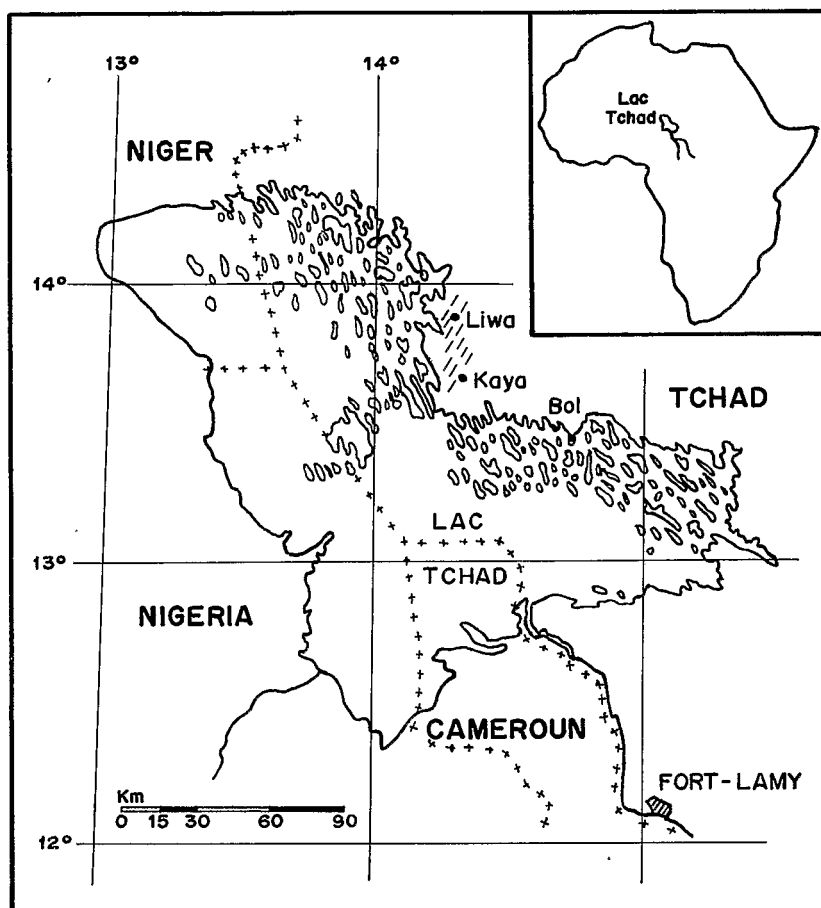 13° 14°
Lac
Tchad
NIGER
14°
Liwa
Kaya
Bol
TCHAD
LAC
13°
TCHAD
NIGERIA
CAMEROUN
FORT-LAMY
Km
0 15 30 60 90
12°